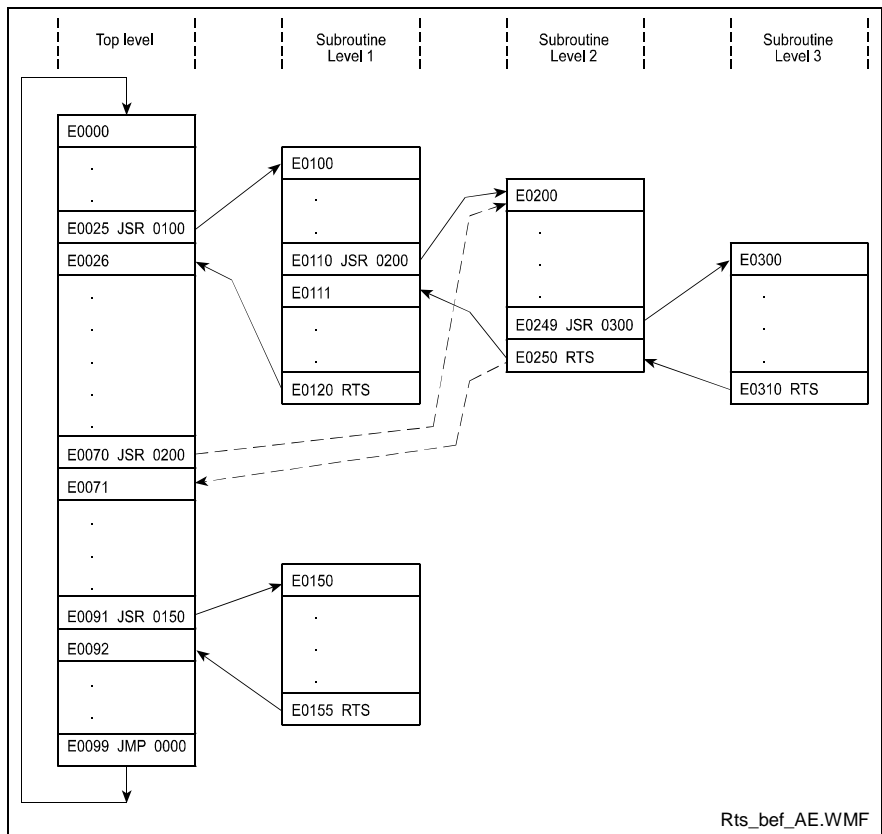 Top level
Subroutine
Level 1
Subroutine
Level 2
Subroutine
Level 3
E0000
E0025 JSR 0100
E0026
E0070 JSR 0200
E0071
E0091 JSR 0150
E0092
E0099 JMP 0000
E0100
E0110 JSR 0200
E0111
E0120 RTS
E0150
E0155 RTS
E0200
E0249 JSR 0300
E0250 RTS
E0300
E0310 RTS
Rts_bef_AE.WMF